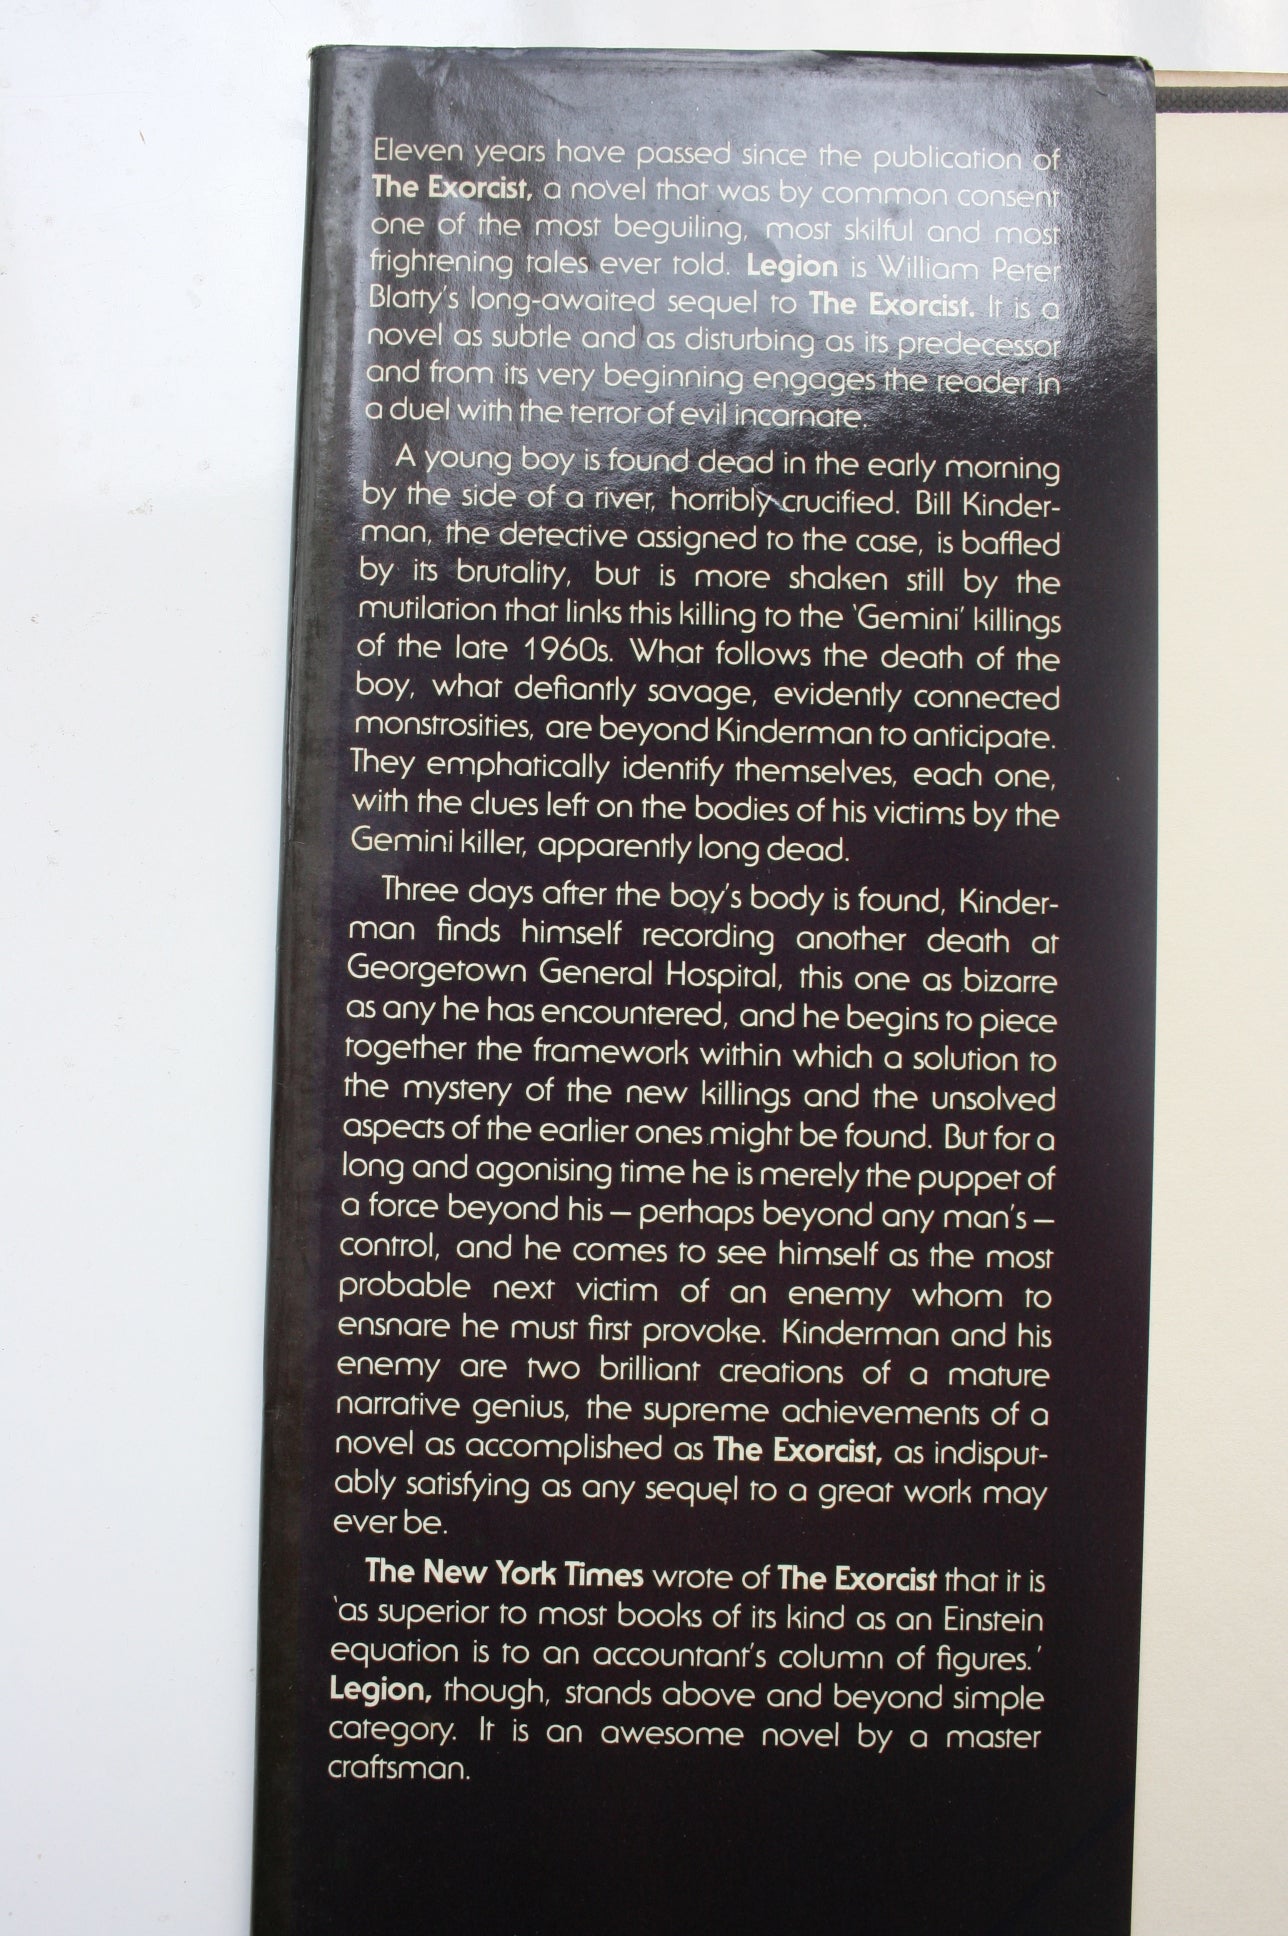 Eleven years have passed since the publication of
The Exorcist, a novel that was by common consent
one of the most beguiling, most skilful and most
frightening tales ever told. Legion is William Peter
Blatty's long-awaited sequel to The Exorcist. It is a
novel as subtle and as disturbing as its predecessor
and from its very beginning engages the reader in
a duel with the terror of evil incarnate.
A young boy is found dead in the early morning
by the side of a river, horribly crucified. Bill Kinder-
man, the detective assigned to the case, is baffled
by its brutality, but is more shaken still by the
mutilation that links this killing to the 'Gemini' killings
of the late 1960s. What follows the death of the
boy, what defiantly savage, evidently connected
monstrosities, are beyond Kinderman to anticipate.
They emphatically identify themselves, each one,
with the clues left on the bodies of his victims by the
Gemini killer, apparently long dead.
Three days after the boy's body is found, Kinder-
man finds himself recording another death at
Georgetown General Hospital, this one as bizarre
as any he has encountered, and he begins to piece
together the framework within which a solution to
the mystery of the new killings and the unsolved
aspects of the earlier ones might be found. But for a
long and agonising time he is merely the puppet of
a force beyond his – perhaps beyond any man's –
control, and he comes to see himself as the most
probable next victim of an enemy whom to
ensnare he must first provoke. Kinderman and his
enemy are two brilliant creations of a mature
narrative genius, the supreme achievements of a
novel as accomplished as The Exorcist, as indisput-
ably satisfying as any sequel to a great work may
ever be.
The New York Times wrote of The Exorcist that it is
'as superior to most books of its kind as an Einstein
equation is to an accountant's column of figures.'
Legion, though, stands above and beyond simple
category. It is an awesome novel by a master
craftsman.